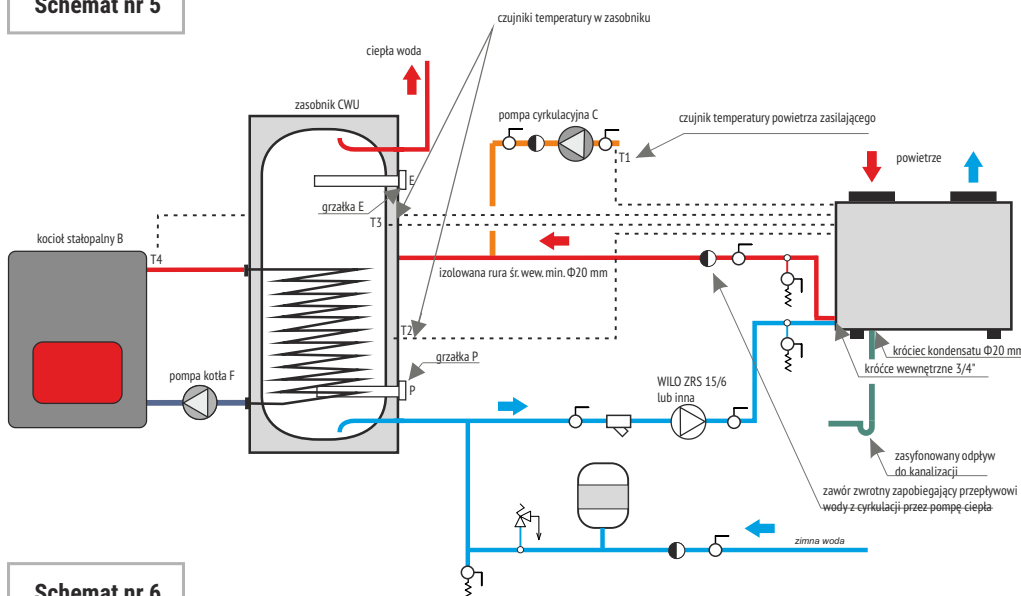 Schemat nr 5
czujniki temperatury w zasobniku
ciepła woda
zasobnik CWU
pompa cyrkulacyjna C
czujnik temperatury powietrza zasilającego
T1
powietrze
E
grzałka E
T3
kocioł stałopalny B
T4
izolowana rura śr. wew. min. Φ20 mm
T2
króciec kondensatu Φ20 mm
grzałka P
króćce wewnętrzne 3/4"
pompa kotła F
P
WILO ZRS 15/6
lub inna
zasyfonowany odpływ
do kanalizacji
zawór zwrotny zapobiegający przepływowi
wody z cyrkulacji przez pompę ciepła
zimna woda
Schemat nr 6